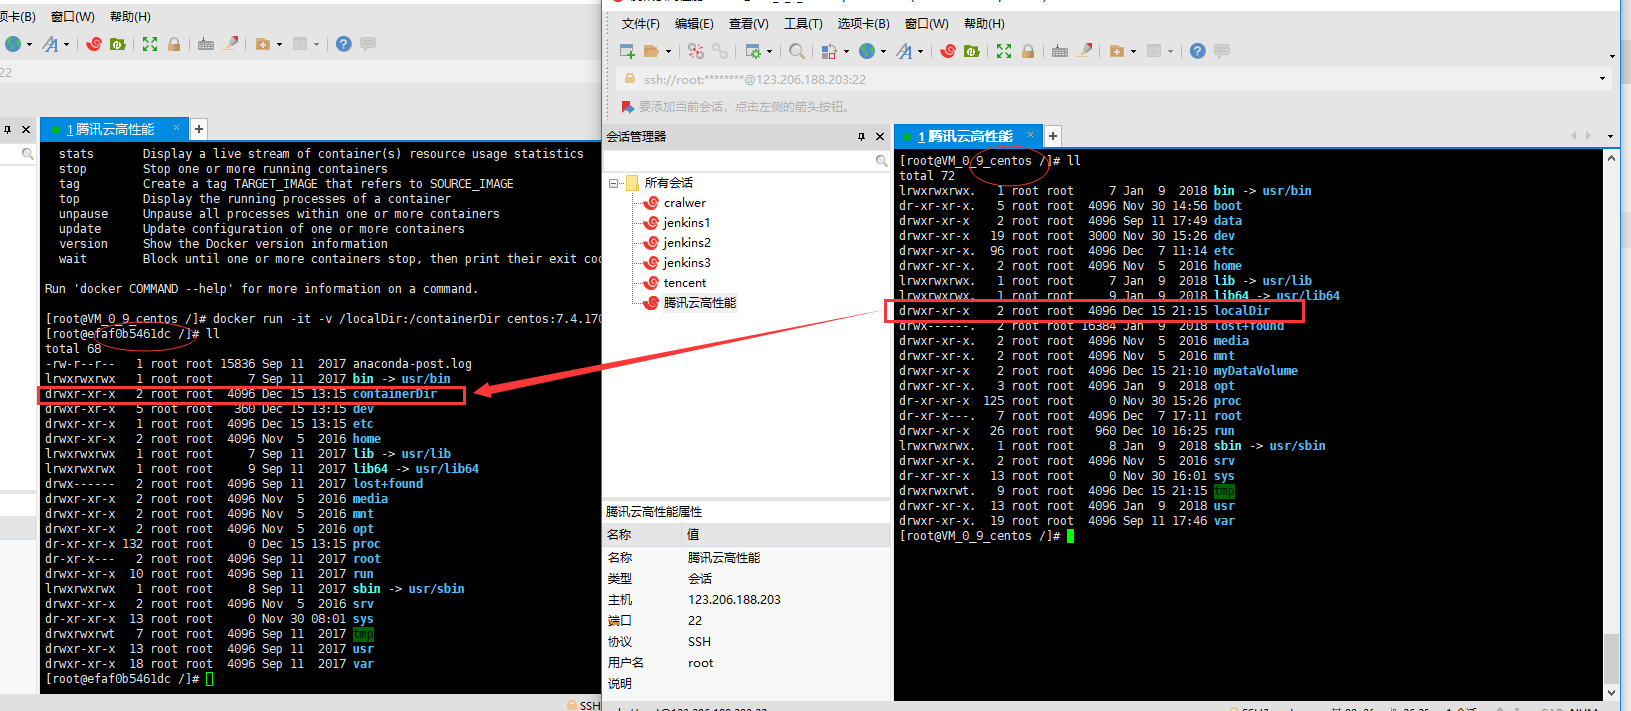 项卡(B) 窗口(W) 帮助(H)
22
1 腾讯云高性能 × +
stats Display a live stream of container(s) resource usage statistics
stop Stop one or more running containers
tag Create a tag TARGET_IMAGE that refers to SOURCE_IMAGE
top Display the running processes of a container
unpause Unpause all processes within one or more containers
update Update configuration of one or more containers
version Show the Docker version information
wait Block until one or more containers stop, then print their exit coo
Run 'docker COMMAND --help' for more information on a command.
[root@VM_0_9_centos /]# docker run -it -v /localDir:/containerDir centos:7.4.170
[root@efaf0b5461dc /]# ll
total 68
-rw-r--r-- 1 root root 15836 Sep 11 2017 anaconda-post.log
lrwxrwxrwx 1 root root 7 Sep 11 2017 bin -> usr/bin
drwxr-xr-x 2 root root 4096 Dec 15 13:15 containerDir
drwxr-xr-x 5 root root 360 Dec 15 13:15 dev
drwxr-xr-x 1 root root 4096 Dec 15 13:15 etc
drwxr-xr-x 2 root root 4096 Nov 5 2016 home
lrwxrwxrwx 1 root root 7 Sep 11 2017 lib -> usr/lib
lrwxrwxrwx 1 root root 9 Sep 11 2017 lib64 -> usr/lib64
drwx------ 2 root root 4096 Sep 11 2017 lost+found
drwxr-xr-x 2 root root 4096 Nov 5 2016 media
drwxr-xr-x 2 root root 4096 Nov 5 2016 mnt
drwxr-xr-x 2 root root 4096 Nov 5 2016 opt
dr-xr-xr-x 132 root root 0 Dec 15 13:15 proc
dr-xr-x--- 2 root root 4096 Sep 11 2017 root
drwxr-xr-x 10 root root 4096 Sep 11 2017 run
lrwxrwxrwx 1 root root 8 Sep 11 2017 sbin -> usr/sbin
drwxr-xr-x 2 root root 4096 Nov 5 2016 srv
dr-xr-xr-x 13 root root 0 Nov 30 08:01 sys
drwxrwxrwt 7 root root 4096 Sep 11 2017 tmp
drwxr-xr-x 13 root root 4096 Sep 11 2017 usr
drwxr-xr-x 18 root root 4096 Sep 11 2017 var
[root@efaf0b5461dc /]#
SSH
文件(F) 编辑(E) 查看(V) 工具(T) 选项卡(B) 窗口(W) 帮助(H)
ssh://root:********@123.206.188.203:22
要添加当前会话，点击左侧的箭头按钮。
会话管理器
所有会话
cralwer
jenkins1
jenkins2
jenkins3
tencent
腾讯云高性能
腾讯云高性能属性
名称 值
名称 腾讯云高性能
类型 会话
主机 123.206.188.203
端口 22
协议 SSH
用户名 root
说明
1 腾讯云高性能 × +
[root@VM_0_9_centos /]# ll
total 72
lrwxrwxrwx. 1 root root 7 Jan 9 2018 bin -> usr/bin
dr-xr-xr-x. 5 root root 4096 Nov 30 14:56 boot
drwxr-xr-x 2 root root 4096 Sep 11 17:49 data
drwxr-xr-x 19 root root 3000 Nov 30 15:26 dev
drwxr-xr-x. 96 root root 4096 Dec 7 11:14 etc
drwxr-xr-x. 2 root root 4096 Nov 5 2016 home
lrwxrwxrwx. 1 root root 7 Jan 9 2018 lib -> usr/lib
lrwxrwxrwx. 1 root root 9 Jan 9 2018 lib64 -> usr/lib64
drwxr-xr-x 2 root root 4096 Dec 15 21:15 localDir
drwx------. 2 root root 16384 Jan 9 2018 lost+found
drwxr-xr-x. 2 root root 4096 Nov 5 2016 media
drwxr-xr-x. 2 root root 4096 Nov 5 2016 mnt
drwxr-xr-x 2 root root 4096 Dec 15 21:10 myDataVolume
drwxr-xr-x. 3 root root 4096 Jan 9 2018 opt
dr-xr-xr-x 125 root root 0 Nov 30 15:26 proc
dr-xr-x---. 7 root root 4096 Dec 7 17:11 root
drwxr-xr-x 26 root root 960 Dec 10 16:25 run
lrwxrwxrwx. 1 root root 8 Jan 9 2018 sbin -> usr/sbin
drwxr-xr-x. 2 root root 4096 Nov 5 2016 srv
dr-xr-xr-x 13 root root 0 Nov 30 16:01 sys
drwxrwxrwt. 9 root root 4096 Dec 15 21:15 tmp
drwxr-xr-x. 13 root root 4096 Jan 9 2018 usr
drwxr-xr-x. 19 root root 4096 Sep 11 17:46 var
[root@VM_0_9_centos /]#